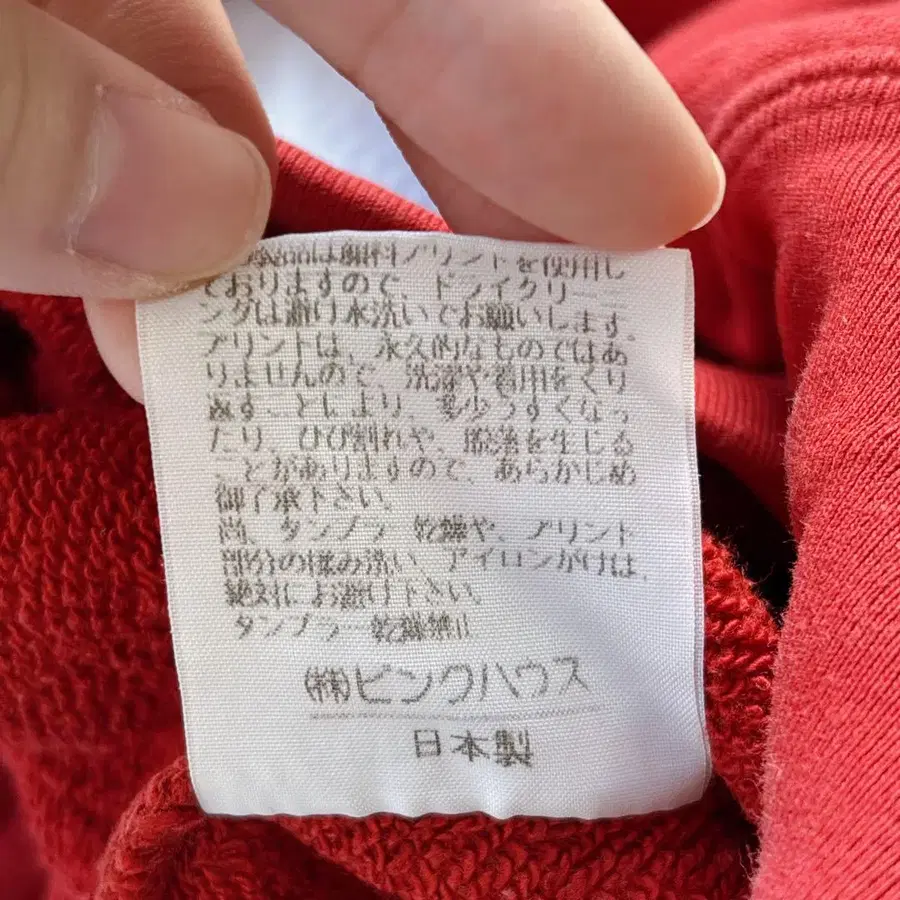 製品は顔料プリントを使用し
ておりますので、ドライクリーニ
ングは避け水洗いでお願いします。
プリントは、永久的なものではあ
りませんので、洗濯や着用をくり
返すことにより、多少うすくなっ
たり、ひび割れや、脱落を生じる
ことがありますので、あらかじめ
御了承下さい。
尚、タンブラー乾燥や、プリント
部分の揉み洗い、アイロンがけは、
絶対にお避け下さい。
タンブラー乾燥禁止
㈱ピンクハウス
日本製